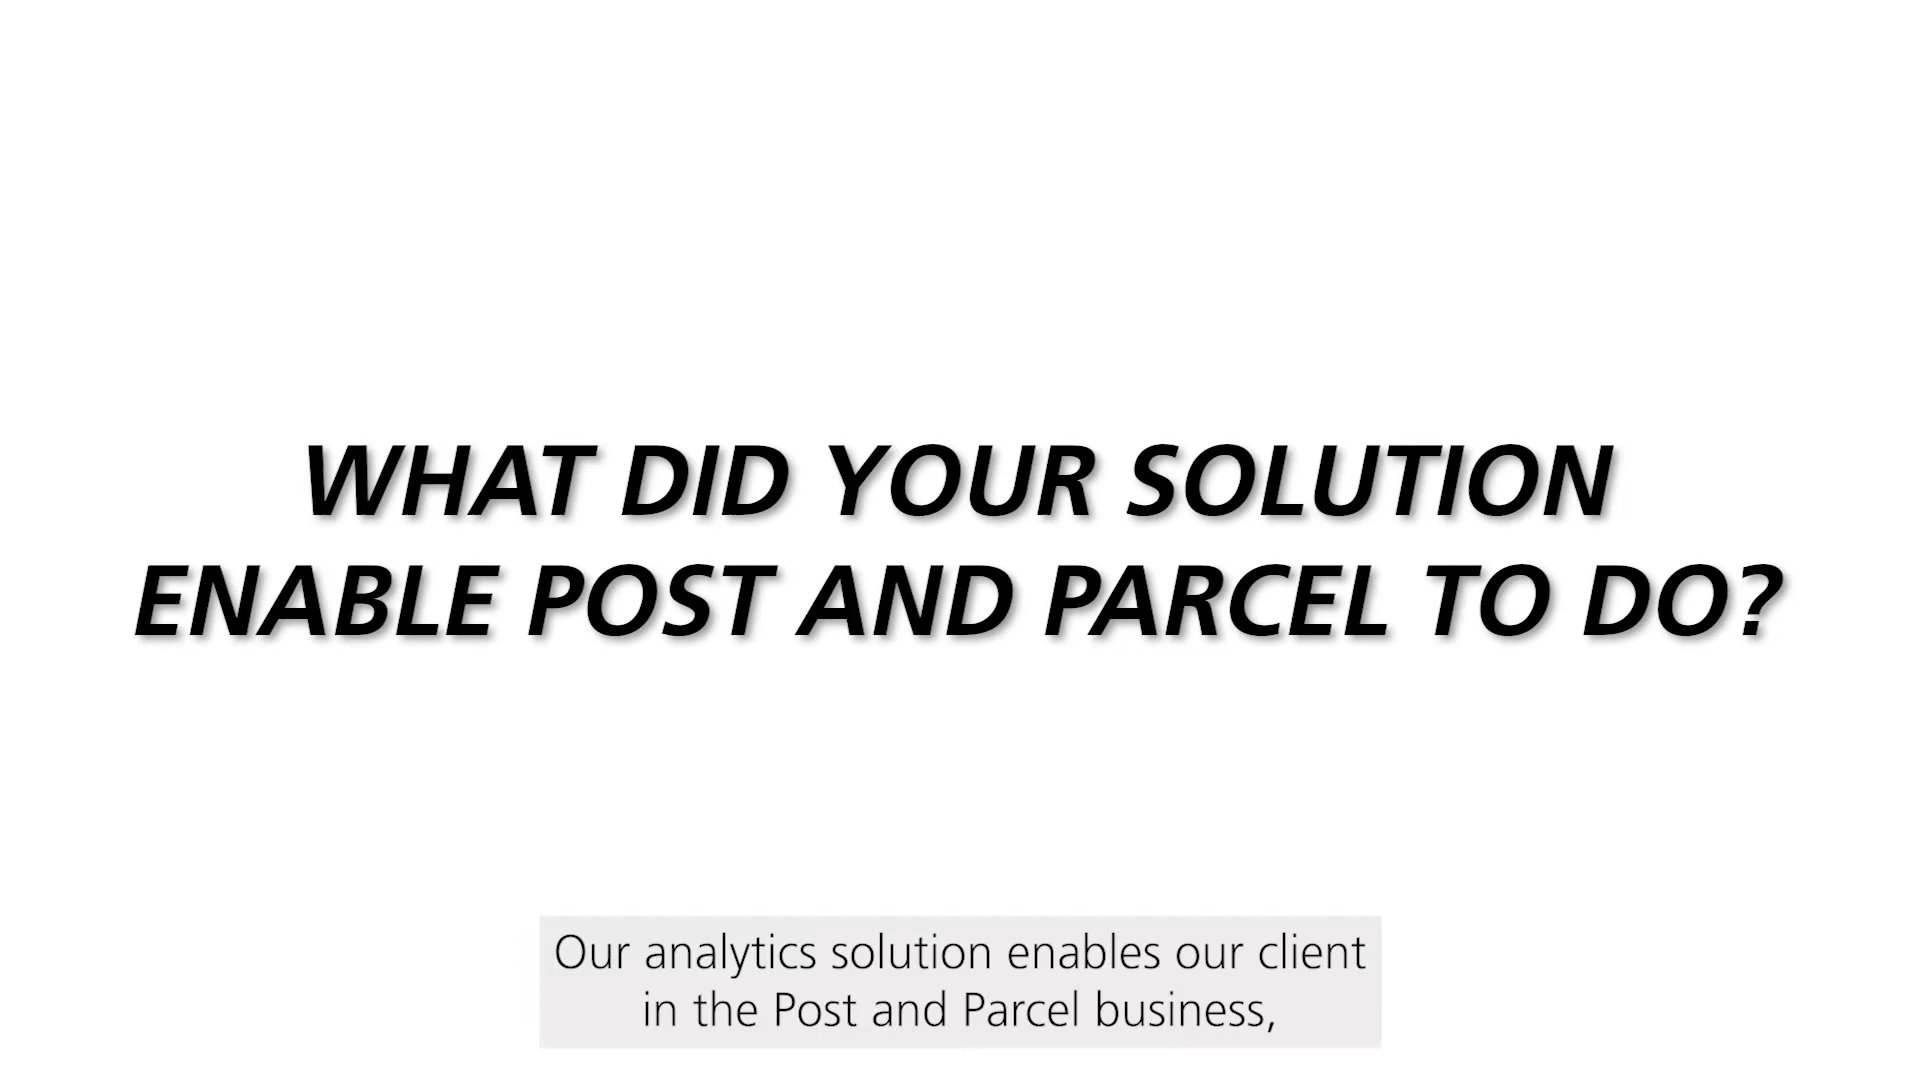 WHAT DID YOUR SOLUTION
ENABLE POST AND PARCEL TO DO?
Our analytics solution enables our client
in the Post and Parcel business,